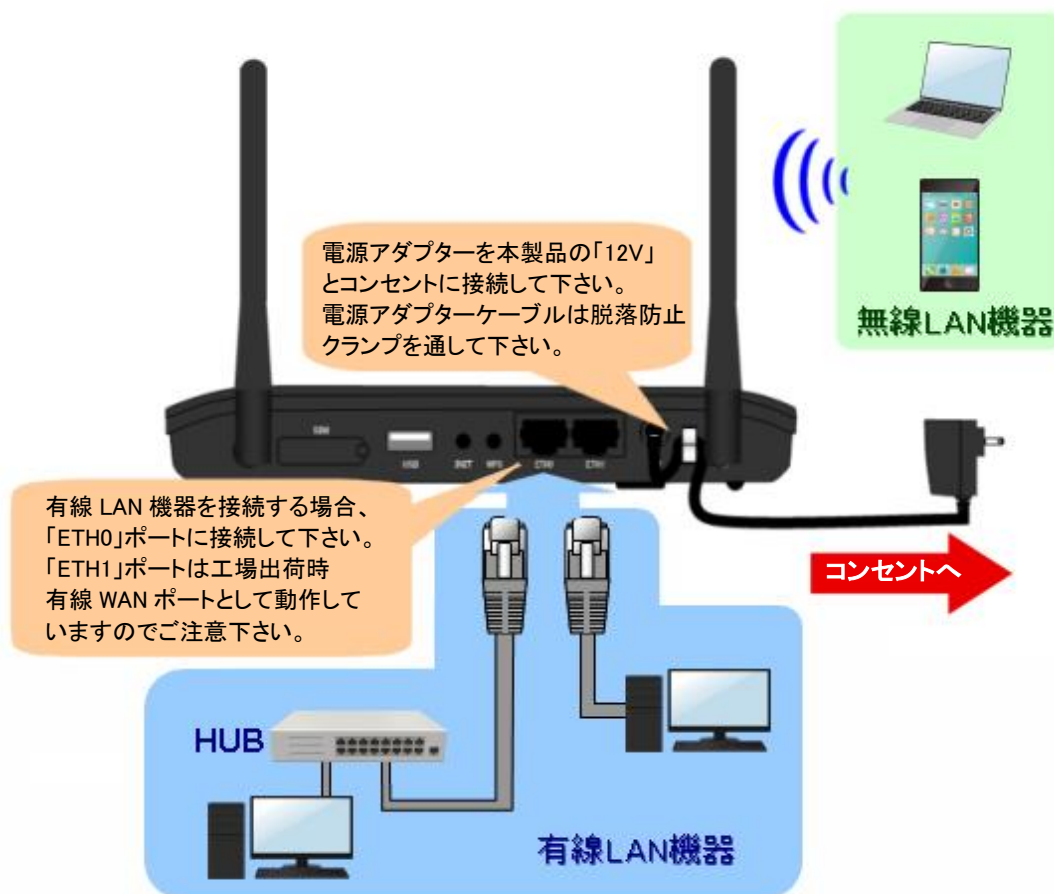 電源アダプターを本製品の「12V」
とコンセントに接続して下さい。
電源アダプターケーブルは脱落防止
クランプを通して下さい。
無線LAN機器
SIM
USB
INIT
WPS
ETH0
ETH1
有線 LAN 機器を接続する場合、
「ETH0」ポートに接続して下さい。
「ETH1」ポートは工場出荷時
有線 WAN ポートとして動作して
いますのでご注意下さい。
コンセントへ
HUB
有線LAN機器